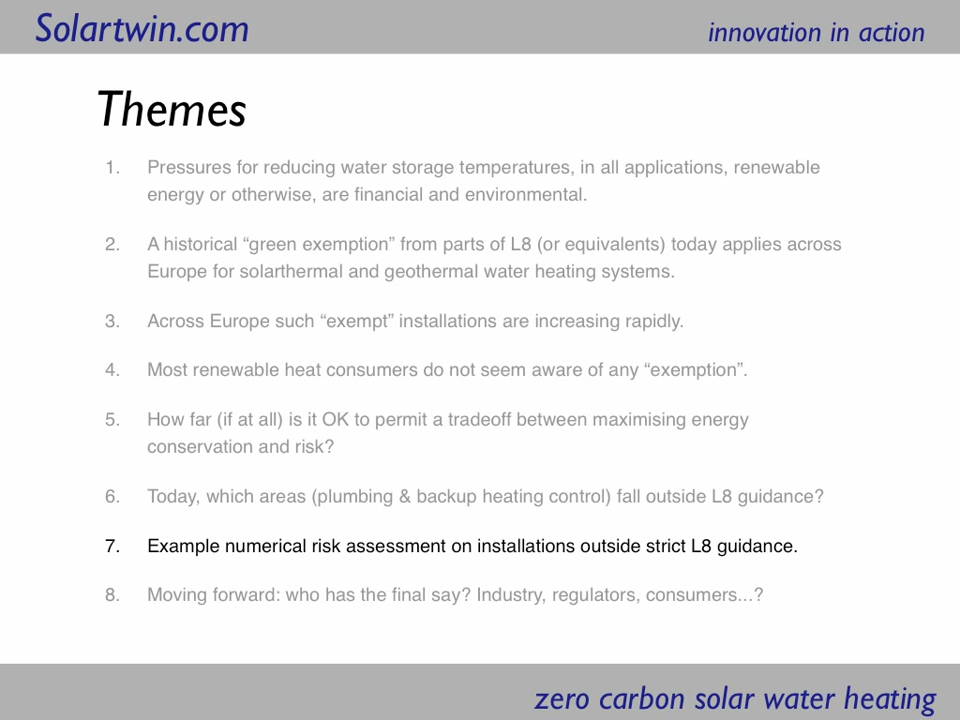 Solartwin.com
innovation in action
Themes
1. Pressures for reducing water storage temperatures, in all applications, renewable
energy or otherwise, are financial and environmental.
2. A historical “green exemption” from parts of L8 (or equivalents) today applies across
Europe for solarthermal and geothermal water heating systems.
3. Across Europe such “exempt” installations are increasing rapidly.
4. Most renewable heat consumers do not seem aware of any “exemption”.
5. How far (if at all) is it OK to permit a tradeoff between maximising energy
conservation and risk?
6. Today, which areas (plumbing & backup heating control) fall outside L8 guidance?
7. Example numerical risk assessment on installations outside strict L8 guidance.
8. Moving forward: who has the final say? Industry, regulators, consumers...?
zero carbon solar water heating